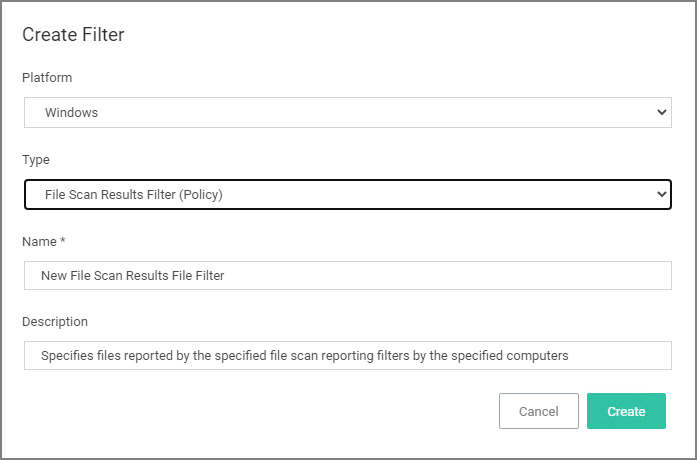 Create Filter
Platform
Windows
Type
File Scan Results Filter (Policy)
Name *
New File Scan Results File Filter
Description
Specifies files reported by the specified file scan reporting filters by the specified computers
Cancel Create